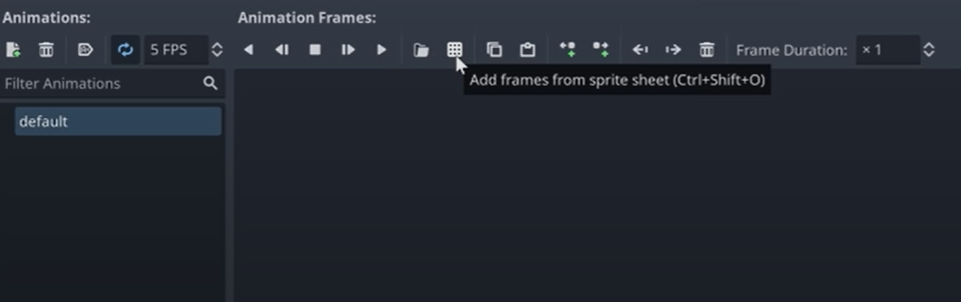 Animations:
Animation Frames:
5 FPS
Frame Duration:
× 1
Filter Animations
Add frames from sprite sheet (Ctrl+Shift+O)
default